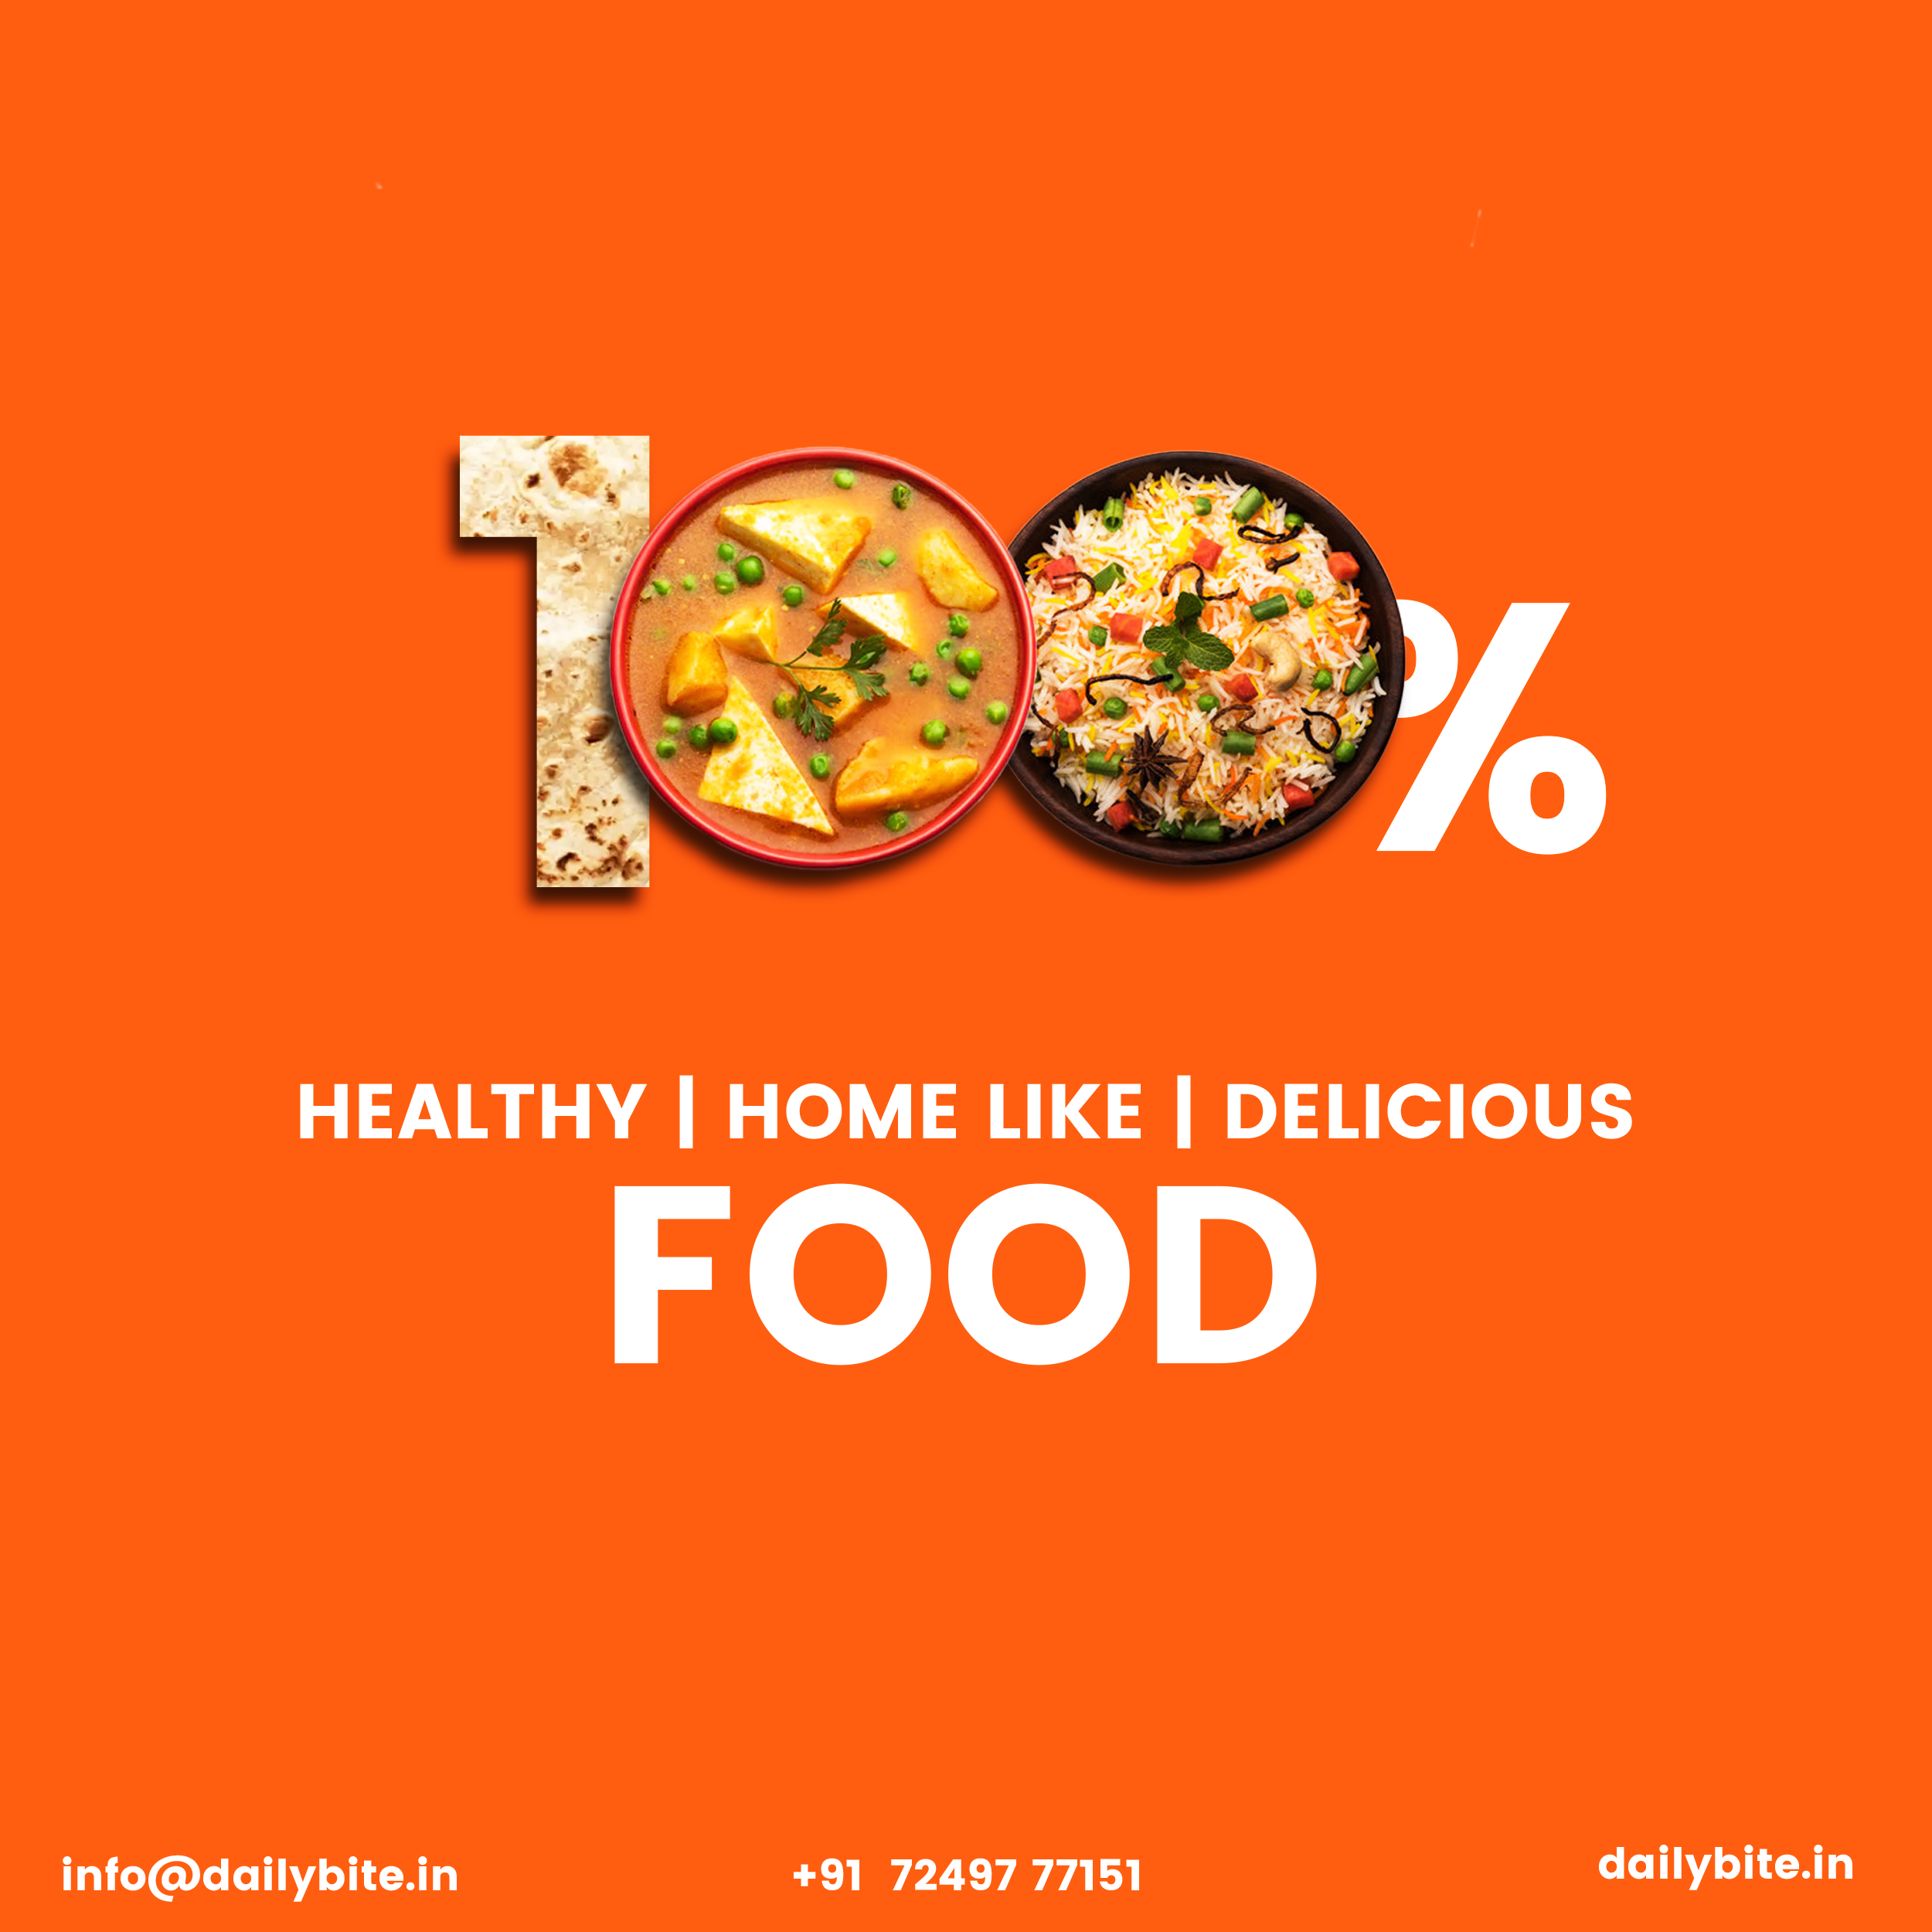 100%
HEALTHY | HOME LIKE | DELICIOUS
FOOD
info@dailybite.in
+91 72497 77151
dailybite.in